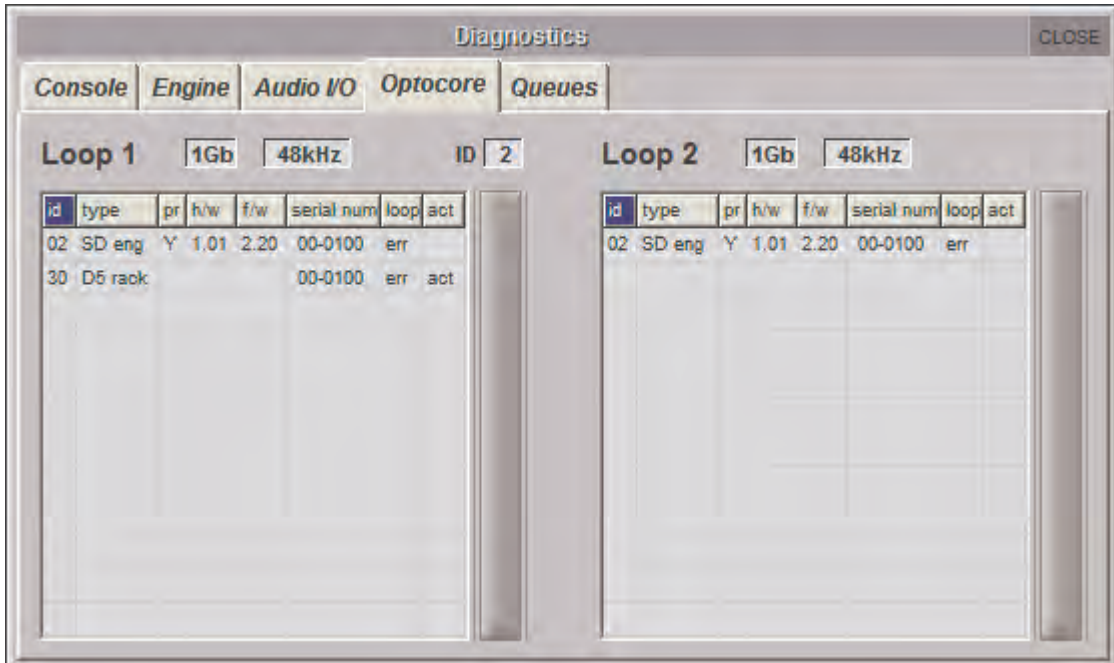 Diagnostics CLOSE
Console Engine Audio I/O Optocore Queues
Loop 1 1Gb 48kHz ID 2
id type pr h/w f/w serial num loop act
02 SD eng Y 1.01 2.20 00-0100 err
30 D5 rack 00-0100 err act
Loop 2 1Gb 48kHz
id type pr h/w f/w serial num loop act
02 SD eng Y 1.01 2.20 00-0100 err